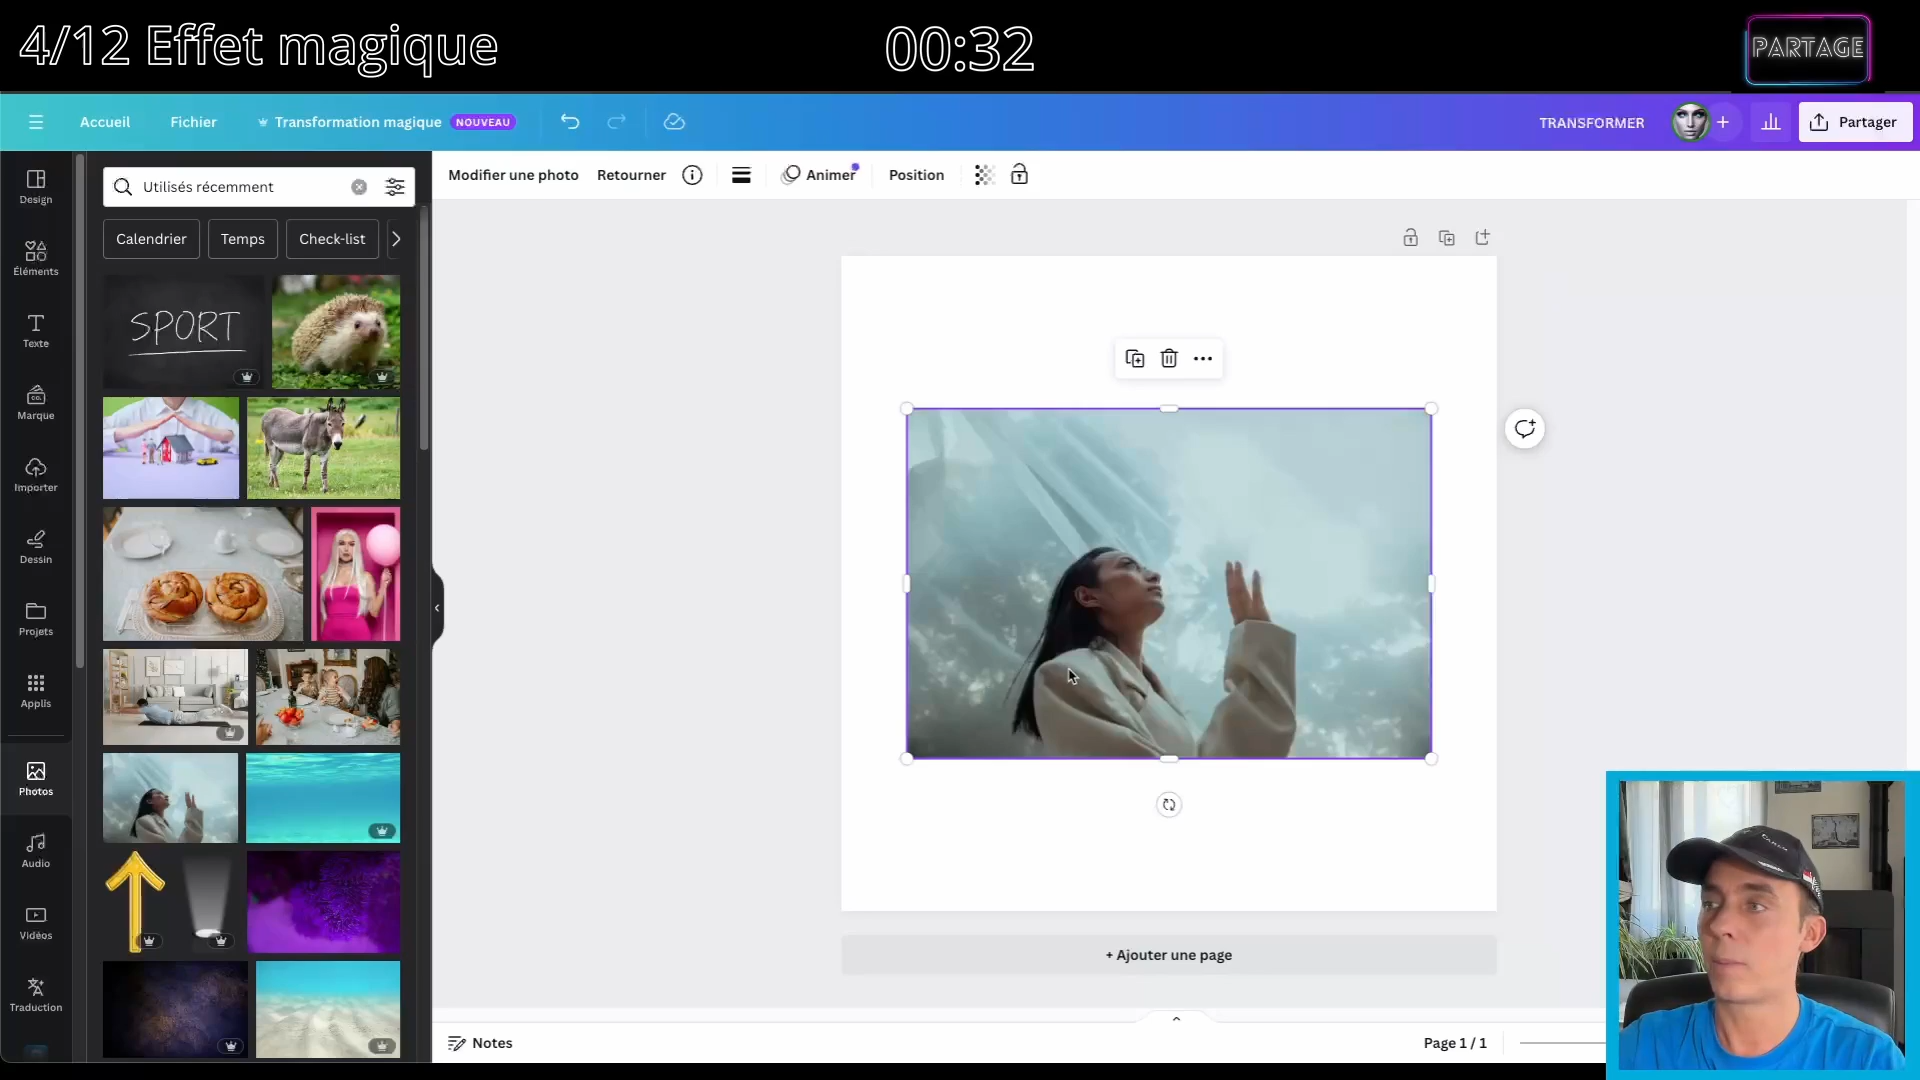 4/12 Effet magique
00:32
PARTAGE
Accueil
Fichier
Transformation magique NOUVEAU
TRANSFORMER
Partager
Design
Éléments
Texte
Marque
Importer
Dessin
Projets
Applis
Photos
Audio
Vidéos
Traduction
Utilisés récemment
Calendrier
Temps
Check-list
SPORT
Modifier une photo
Retourner
Animer
Position
+ Ajouter une page
Notes
Page 1 / 1